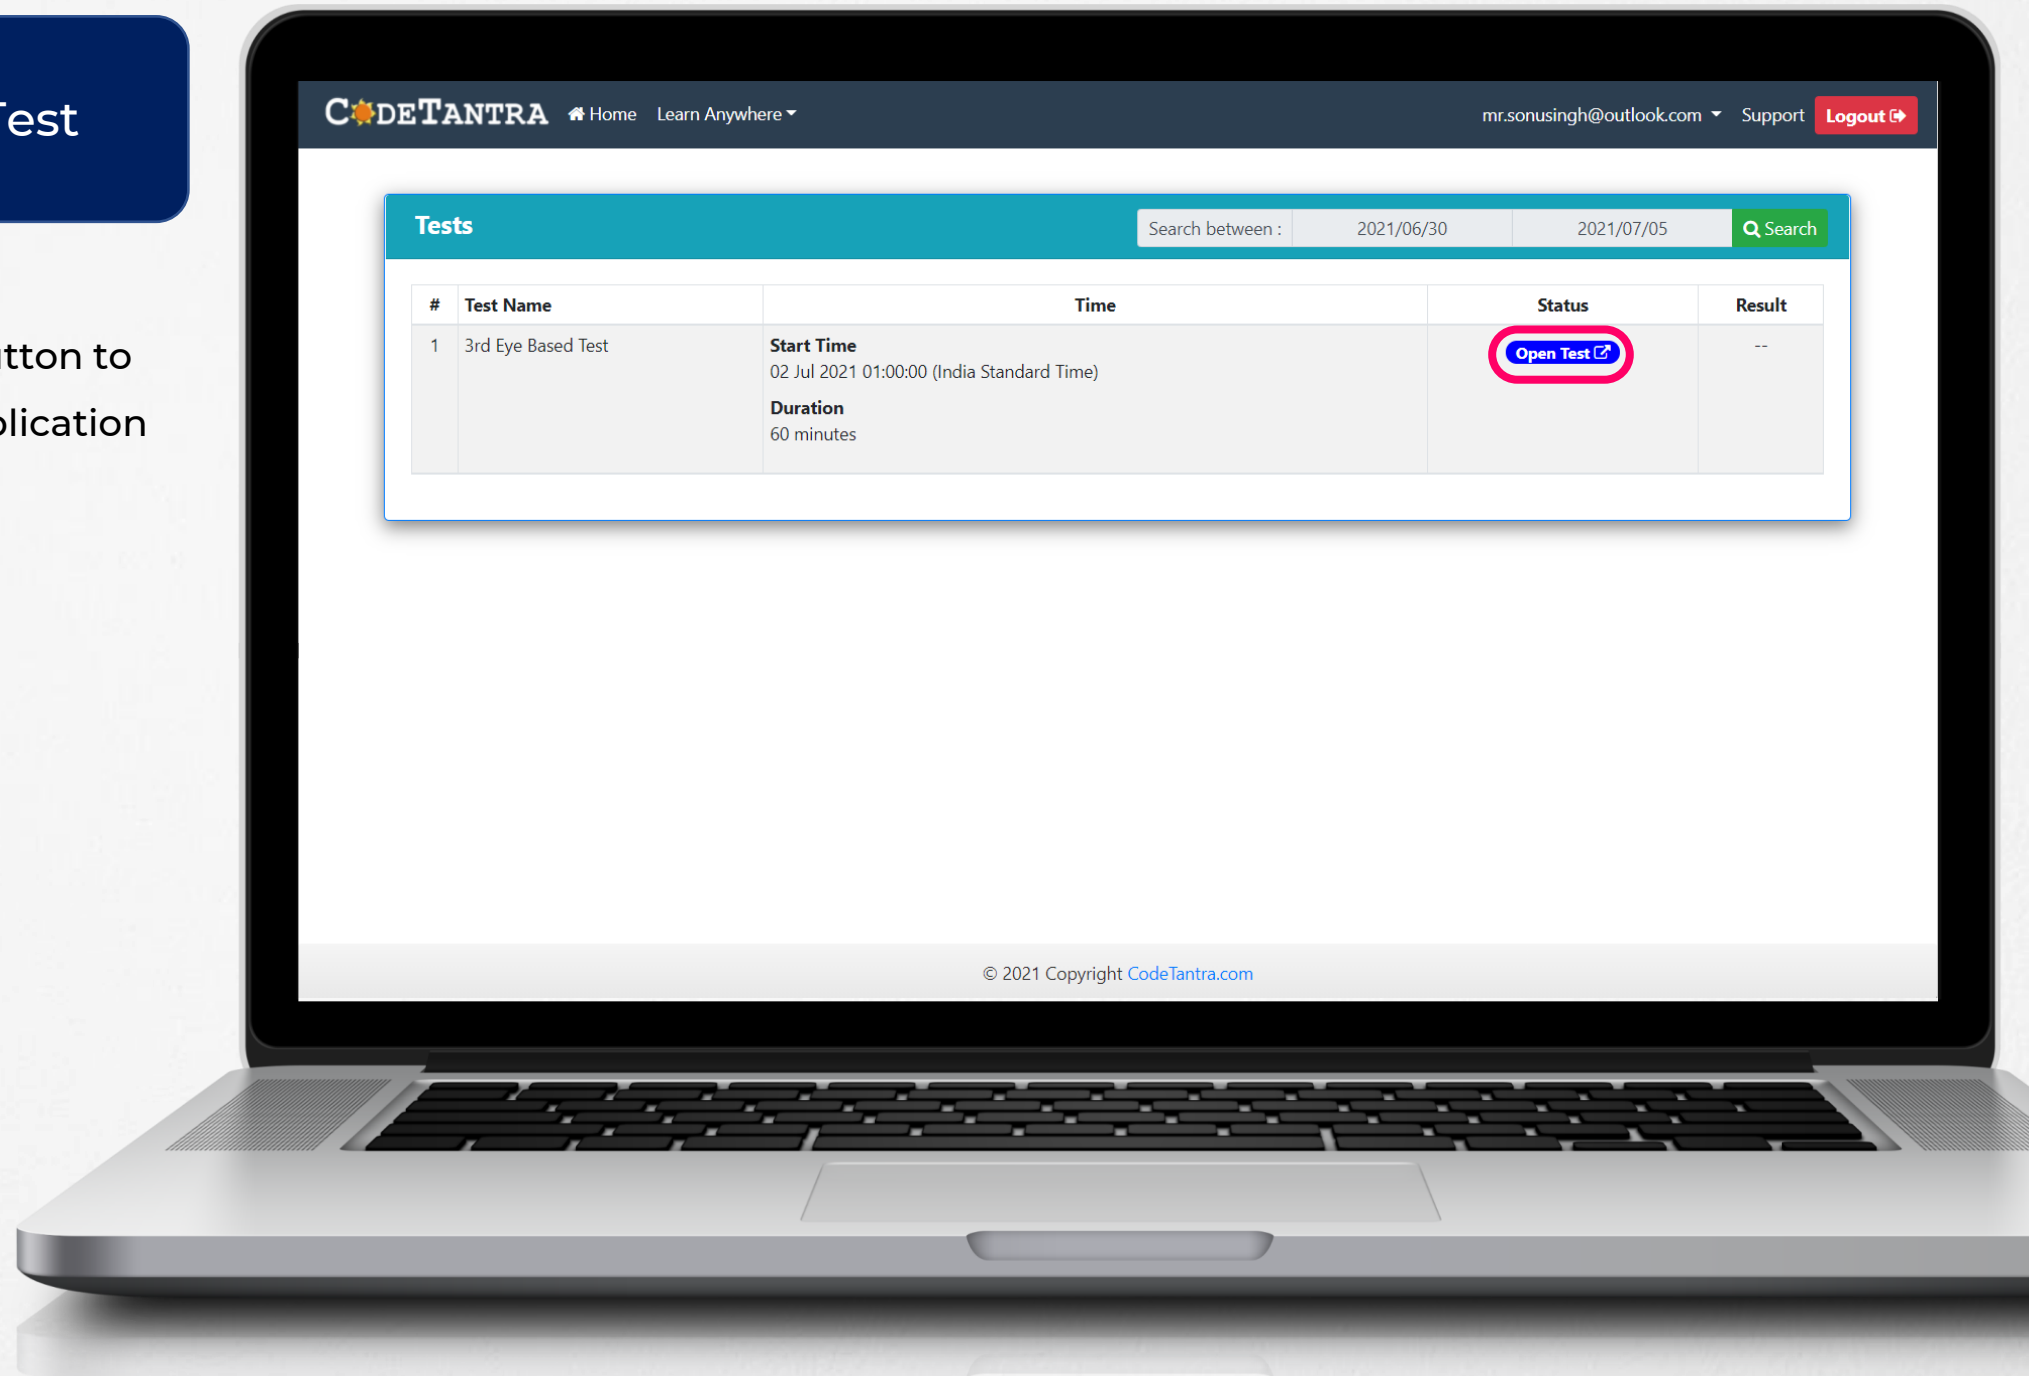 Test
button to
plication
CODETANTRA Home Learn Anywhere mr.sonusingh@outlook.com Support Logout
Tests Search between : 2021/06/30 2021/07/05 Search
# Test Name Time Status Result
1 3rd Eye Based Test Start Time Open Test --
02 Jul 2021 01:00:00 (India Standard Time)
Duration
60 minutes
© 2021 Copyright CodeTantra.com